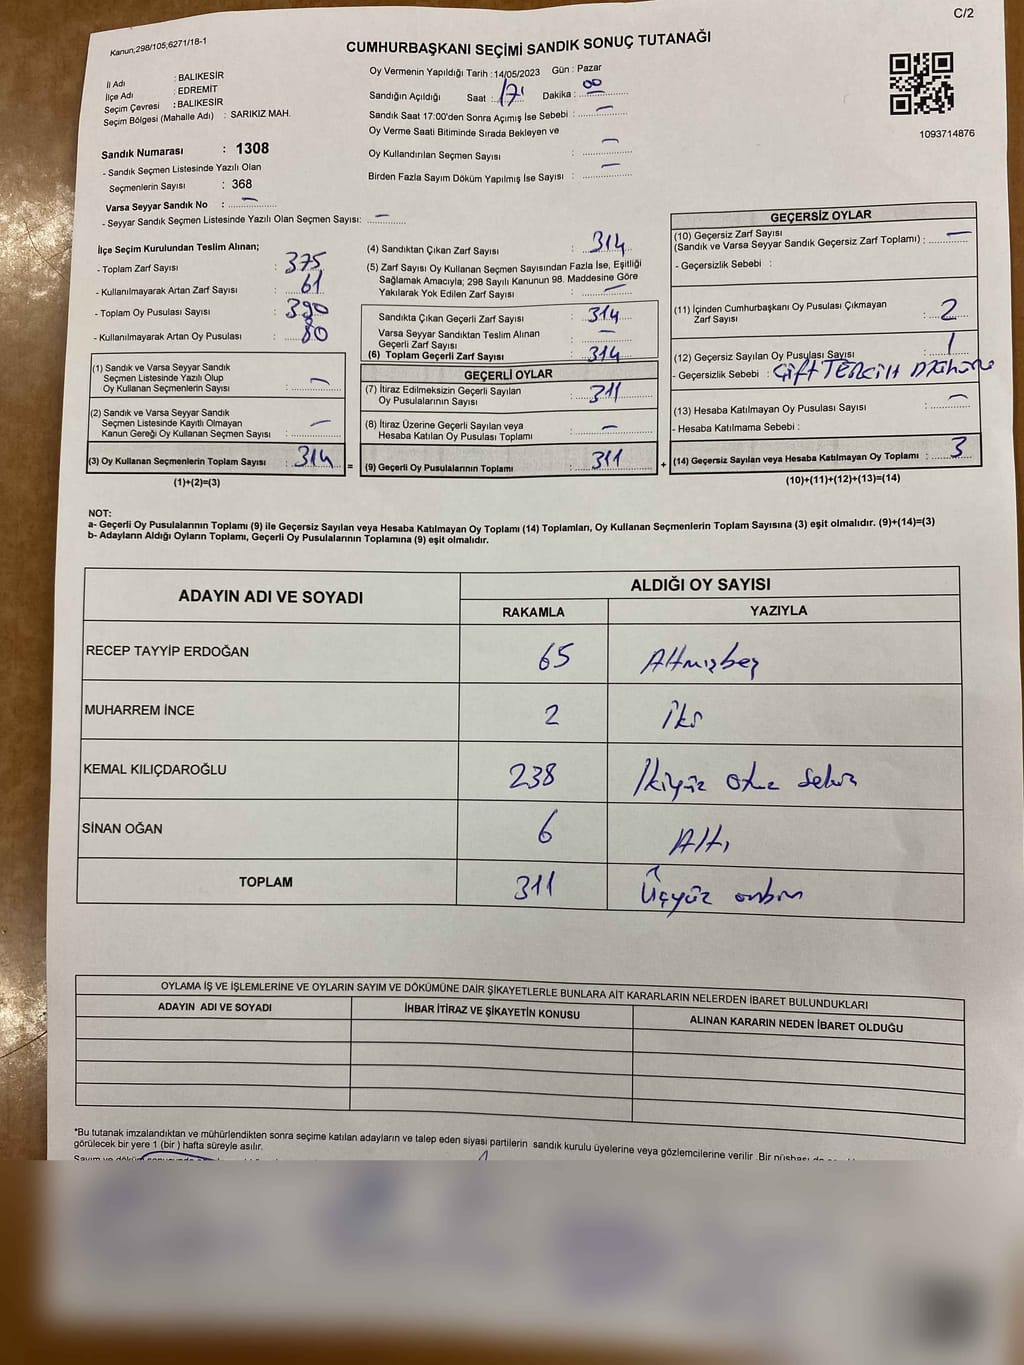 C/2
Kanun;298/105;6271/18-1
CUMHURBAŞKANI SEÇİMİ SANDIK SONUÇ TUTANAĞI
İl Adı : BALIKESİR
İlçe Adı : EDREMİT
Seçim Çevresi : BALIKESİR
Seçim Bölgesi (Mahalle Adı) : SARIKIZ MAH.
Oy Vermenin Yapıldığı Tarih : 14/05/2023 Gün : Pazar
Sandığın Açıldığı Saat : 17 Dakika : 00
Sandık Saat 17:00'den Sonra Açımış İse Sebebi : —
Oy Verme Saati Bitiminde Sırada Bekleyen ve
Oy Kullandırılan Seçmen Sayısı : —
Birden Fazla Sayım Döküm Yapılmış İse Sayısı : —
1093714876
Sandık Numarası : 1308
- Sandık Seçmen Listesinde Yazılı Olan
Seçmenlerin Sayısı : 368
Varsa Seyyar Sandık No : —
- Seyyar Sandık Seçmen Listesinde Yazılı Olan Seçmen Sayısı: —
İlçe Seçim Kurulundan Teslim Alınan;
- Toplam Zarf Sayısı : 375
- Kullanılmayarak Artan Zarf Sayısı : 61
- Toplam Oy Pusulası Sayısı : 390
- Kullanılmayarak Artan Oy Pusulası : 80
(1) Sandık ve Varsa Seyyar Sandık
Seçmen Listesinde Yazılı Olup
Oy Kullanan Seçmenlerin Sayısı : —
(2) Sandık ve Varsa Seyyar Sandık
Seçmen Listesinde Kayıtlı Olmayan
Kanun Gereği Oy Kullanan Seçmen Sayısı : —
(3) Oy Kullanan Seçmenlerin Toplam Sayısı : 314 =
(1)+(2)=(3)
(4) Sandıktan Çıkan Zarf Sayısı : 314
(5) Zarf Sayısı Oy Kullanan Seçmen Sayısından Fazla İse, Eşitliği
Sağlamak Amacıyla; 298 Sayılı Kanunun 98. Maddesine Göre
Yakılarak Yok Edilen Zarf Sayısı : —
Sandıkta Çıkan Geçerli Zarf Sayısı : 314
Varsa Seyyar Sandıktan Teslim Alınan
Geçerli Zarf Sayısı : —
(6) Toplam Geçerli Zarf Sayısı : 314
GEÇERLİ OYLAR
(7) İtiraz Edilmeksizin Geçerli Sayılan
Oy Pusulalarının Sayısı : 311
(8) İtiraz Üzerine Geçerli Sayılan veya
Hesaba Katılan Oy Pusulası Toplamı : —
(9) Geçerli Oy Pusulalarının Toplamı : 311 +
GEÇERSİZ OYLAR
(10) Geçersiz Zarf Sayısı
(Sandık ve Varsa Seyyar Sandık Geçersiz Zarf Toplamı) : —
- Geçersizlik Sebebi :
(11) İçinden Cumhurbaşkanı Oy Pusulası Çıkmayan
Zarf Sayısı : 2
(12) Geçersiz Sayılan Oy Pusulası Sayısı : 1
- Geçersizlik Sebebi : Çift TERCİH
(13) Hesaba Katılmayan Oy Pusulası Sayısı : —
- Hesaba Katılmama Sebebi :
(14) Geçersiz Sayılan veya Hesaba Katılmayan Oy Toplamı : 3
(10)+(11)+(12)+(13)=(14)
NOT:
a- Geçerli Oy Pusulalarının Toplamı (9) ile Geçersiz Sayılan veya Hesaba Katılmayan Oy Toplamı (14) Toplamları, Oy Kullanan Seçmenlerin Toplam Sayısına (3) eşit olmalıdır. (9)+(14)=(3)
b- Adayların Aldığı Oyların Toplamı, Geçerli Oy Pusulalarının Toplamına (9) eşit olmalıdır.
ADAYIN ADI VE SOYADI ALDIĞI OY SAYISI
RAKAMLA YAZIYLA
RECEP TAYYİP ERDOĞAN 65 Altmışbeş
MUHARREM İNCE 2 İki
KEMAL KILIÇDAROĞLU 238 İkiyüz otuz sekiz
SİNAN OĞAN 6 Altı
TOPLAM 311 Üçyüz onbir
OYLAMA İŞ VE İŞLEMLERİNE VE OYLARIN SAYIM VE DÖKÜMÜNE DAİR ŞİKAYETLERLE BUNLARA AİT KARARLARIN NELERDEN İBARET BULUNDUKLARI
ADAYIN ADI VE SOYADI İHBAR İTİRAZ VE ŞİKAYETİN KONUSU ALINAN KARARIN NEDEN İBARET OLDUĞU
*Bu tutanak imzalandıktan ve mühürlendikten sonra seçime katılan adayların ve talep eden siyasi partilerin sandık kurulu üyelerine veya gözlemcilerine verilir .Bir nüshası da
görülecek bir yere 1 (bir ) hafta süreyle asılır.